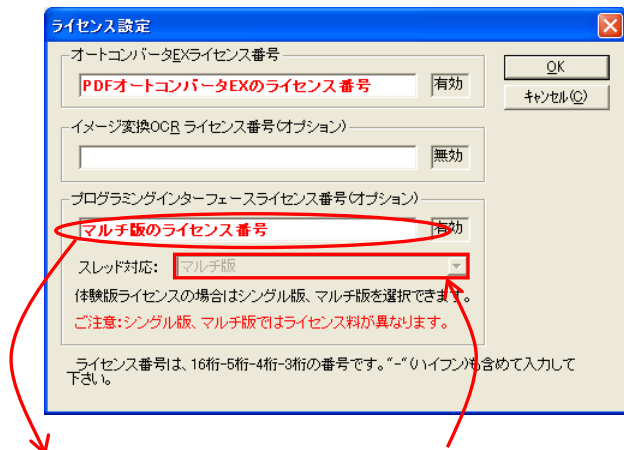 ライセンス設定
オートコンバータEXライセンス番号
PDFオートコンバータEXのライセンス番号
有効
OK
キャンセル(C)
イメージ変換OCR ライセンス番号(オプション)
無効
プログラミングインターフェースライセンス番号(オプション)
マルチ版のライセンス番号
有効
スレッド対応:
マルチ版
体験版ライセンスの場合はシングル版、マルチ版を選択できます。
ご注意:シングル版、マルチ版ではライセンス料が異なります。
ライセンス番号は、16桁-5桁-4桁-3桁の番号です。"-"(ハイフン)も含めて入力して
下さい。